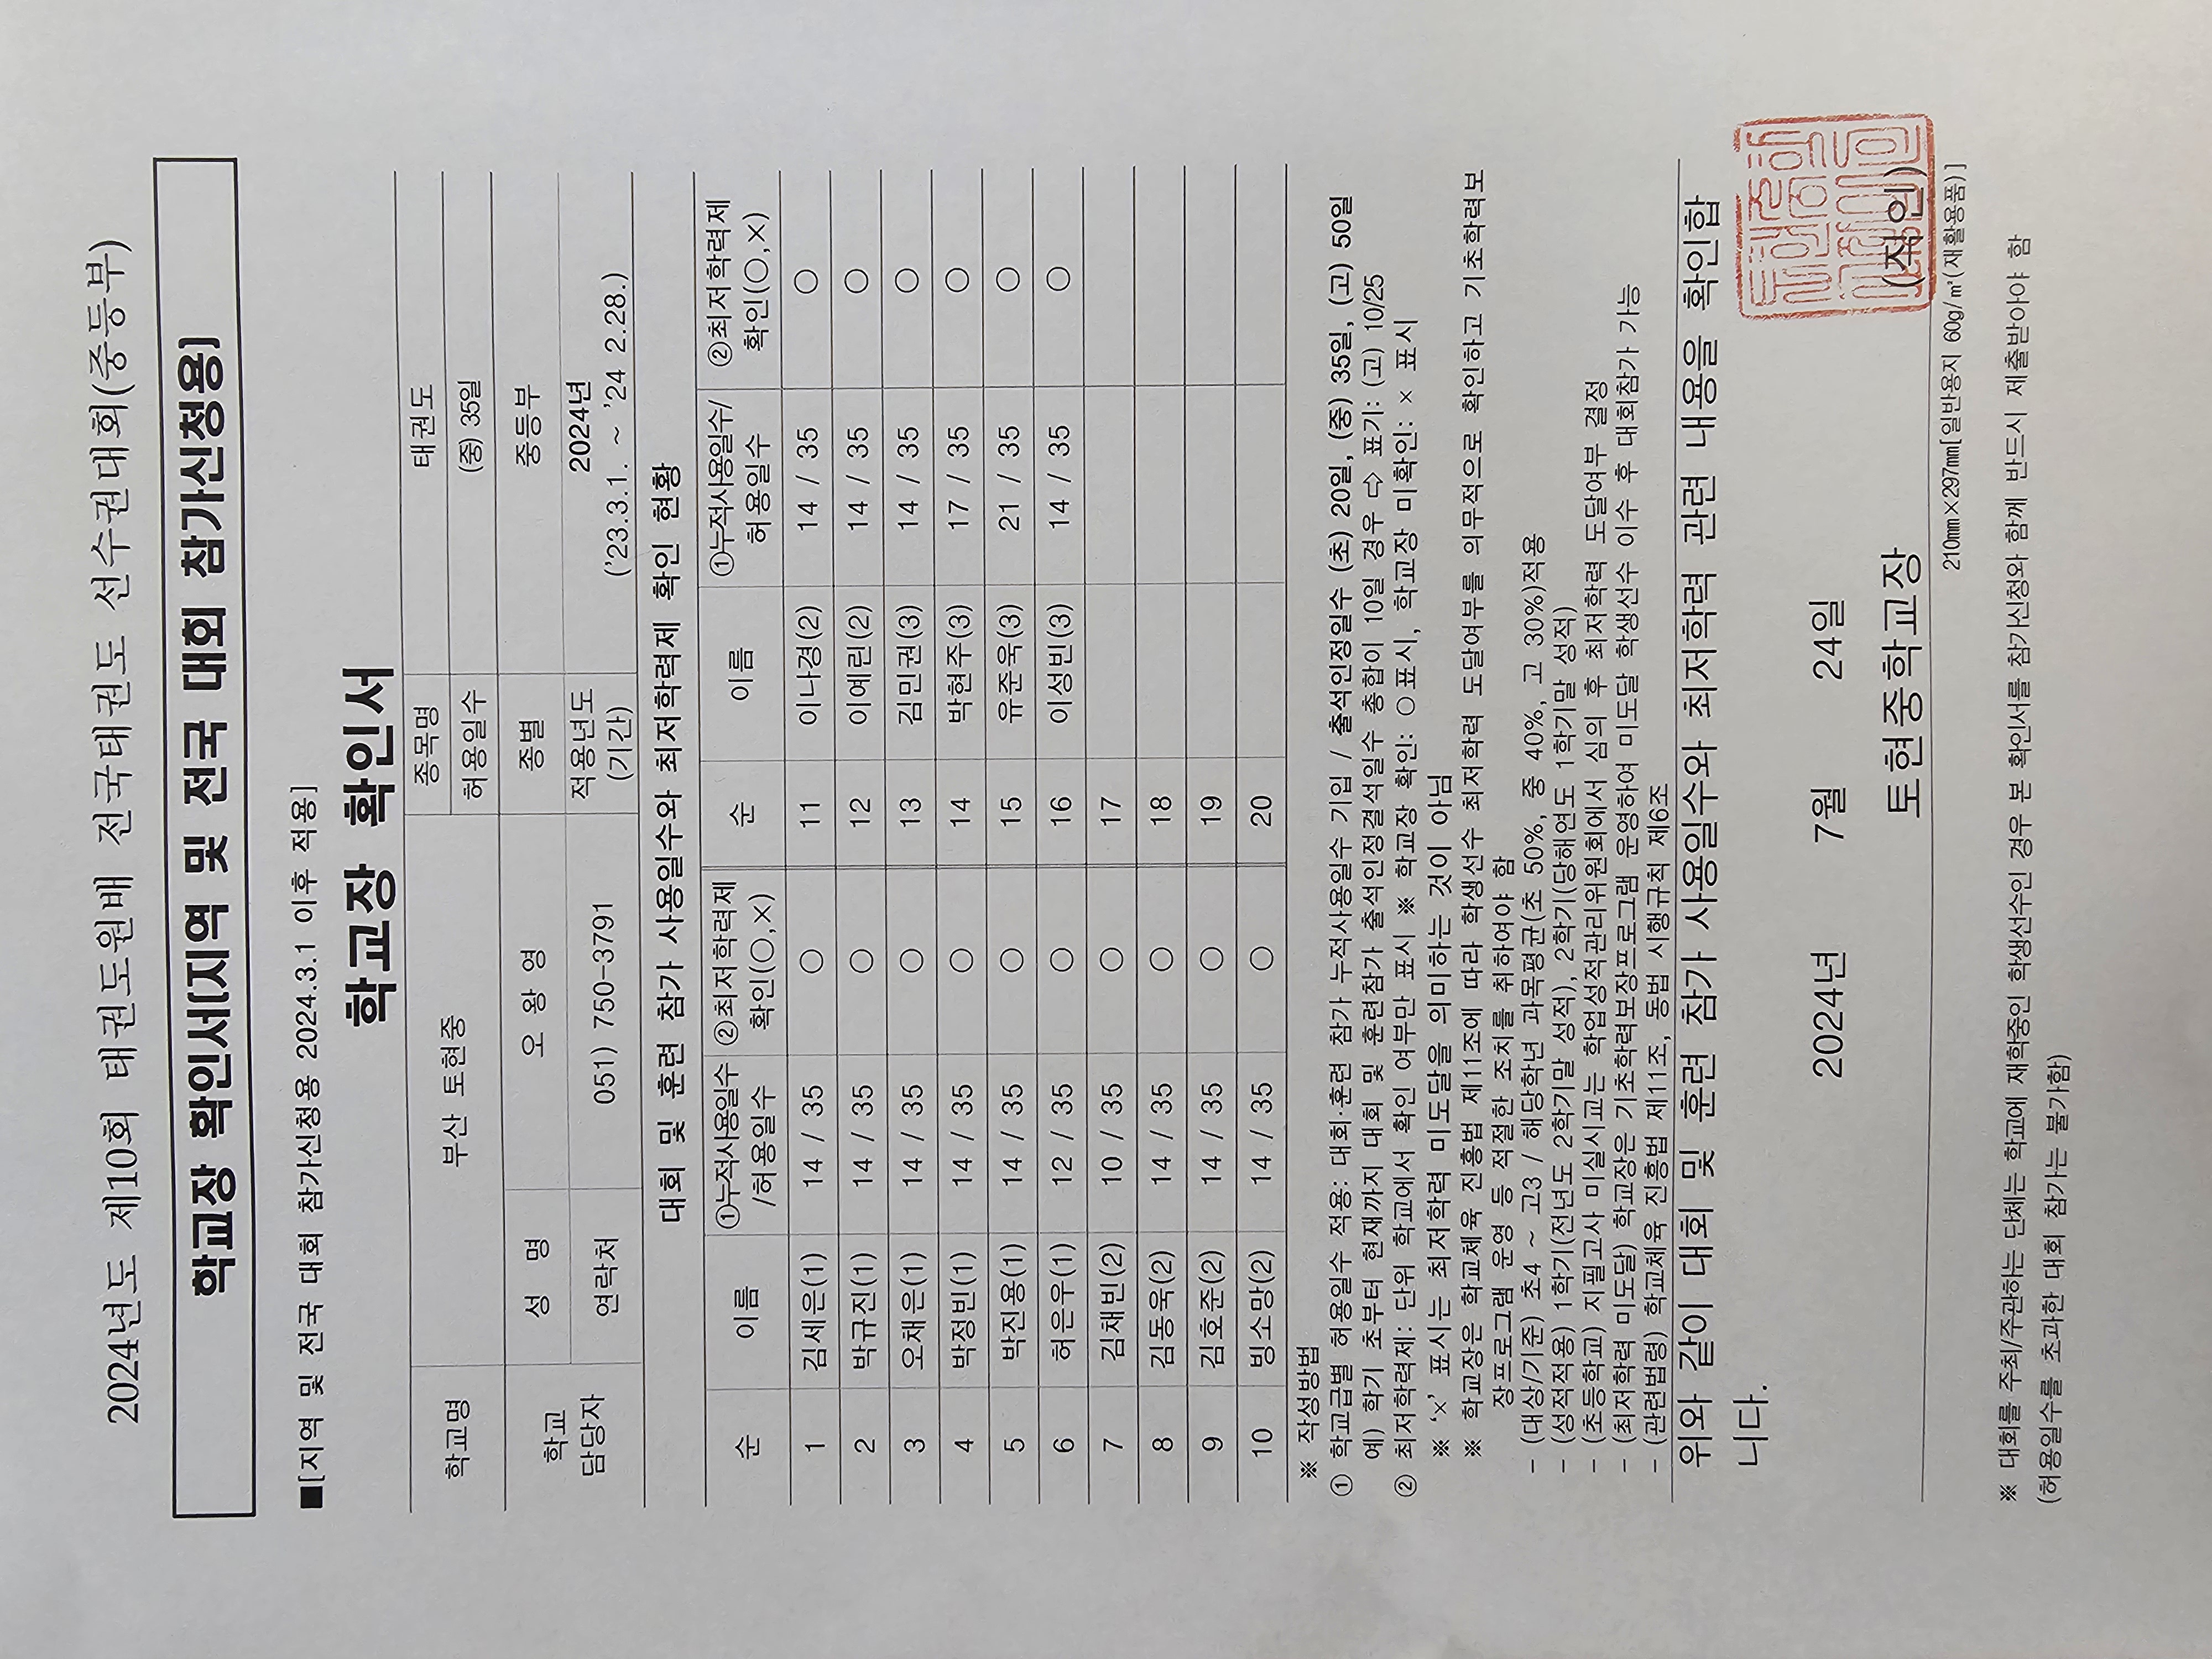 2024년도 제10회 태권도원배 전국태권도 선수권대회(중등부)
학교장 확인서[지역 및 전국 대회 참가신청용]
■[지역 및 전국 대회 참가신청용 2024.3.1 이후 적용]
학교장 확인서
학교명 부산 토현중 종목명 태권도
허용일수 (중) 35일
학교 담당자 성 명 오 왕 영 종별 중등부
연락처 051) 750-3791 적용년도 (기간) 2024년 ('23.3.1. ~ '24 2.28.)
대회 및 훈련 참가 사용일수와 최저학력제 확인 현황
순 이름 ①누적사용일수 /허용일수 ②최저학력제 확인(○,×) 순 이름 ①누적사용일수/ 허용일수 ②최저학력제 확인(○,×)
1 김세은(1) 14 / 35 ○ 11 이나경(2) 14 / 35 ○
2 박규진(1) 14 / 35 ○ 12 이예린(2) 14 / 35 ○
3 오채은(1) 14 / 35 ○ 13 김민권(3) 14 / 35 ○
4 박정빈(1) 14 / 35 ○ 14 박현주(3) 17 / 35 ○
5 박진용(1) 14 / 35 ○ 15 유준욱(3) 21 / 35 ○
6 허은우(1) 12 / 35 ○ 16 이성빈(3) 14 / 35 ○
7 김채빈(2) 10 / 35 ○ 17
8 김동욱(2) 14 / 35 ○ 18
9 김호준(2) 14 / 35 ○ 19
10 빙소망(2) 14 / 35 ○ 20
※ 작성방법
① 학교급별 허용일수 적용: 대회·훈련 참가 누적사용일수 기입 / 출석인정일수 (초) 20일, (중) 35일, (고) 50일
예) 학기 초부터 현재까지 대회 및 훈련참가 출석인정결석일수 총합이 10일 경우 ⇨ 표기: (고) 10/25
② 최저학력제: 단위 학교에서 확인 여부만 표시 ※ 학교장 확인: ○표시, 학교장 미확인: × 표시
※ '×' 표시는 최저학력 미도달을 의미하는 것이 아님
※ 학교장은 학교체육 진흥법 제11조에 따라 학생선수 최저학력 도달여부를 의무적으로 확인하고 기초학력보
장프로그램 운영 등 적절한 조치를 취하여야 함
- (대상/기준) 초4 ~ 고3 / 해당학년 과목평균(초 50%, 중 40%, 고 30%)적용
- (성적적용) 1학기(전년도 2학기말 성적), 2학기(당해연도 1학기말 성적)
- (초등학교) 지필고사 미실시교는 학업성적관리위원회에서 심의 후 최저학력 도달여부 결정
- (최저학력 미도달) 학교장은 기초학력보장프로그램 운영하여 미도달 학생선수 이수 후 대회참가 가능
- (관련법령) 학교체육 진흥법 제11조, 동법 시행규칙 제6조
위와 같이 대회 및 훈련 참가 사용일수와 최저학력 관련 내용을 확인합
니다.
2024년 7월 24일
토현중학교장 (직인)
210㎜×297㎜[일반용지 60g/㎡(재활용품)]
※ 대회를 주최/주관하는 단체는 학교에 재학중인 학생선수인 경우 본 확인서를 참가신청와 함께 반드시 제출받아야 함
(허용일수를 초과한 대회 참가는 불가함)